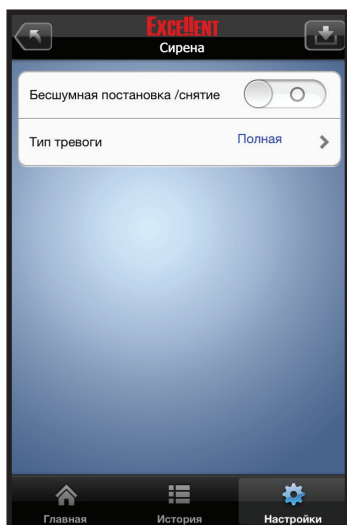 EXCELLENT
Сирена
Бесшумная постановка /снятие
Тип тревоги Полная
Главная История Настройки